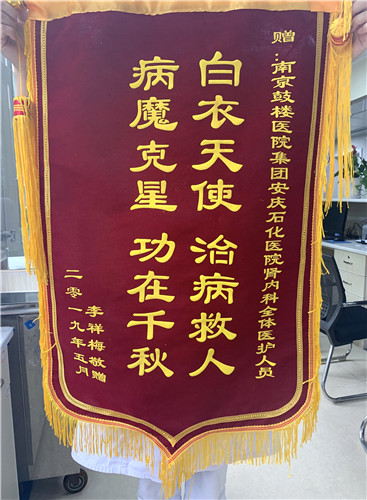 赠:南京鼓楼医院集团安庆石化医院肾内科全体医护人员
白衣天使 治病救人
病魔克星 功在千秋
李祥梅敬赠
二零一九年五月